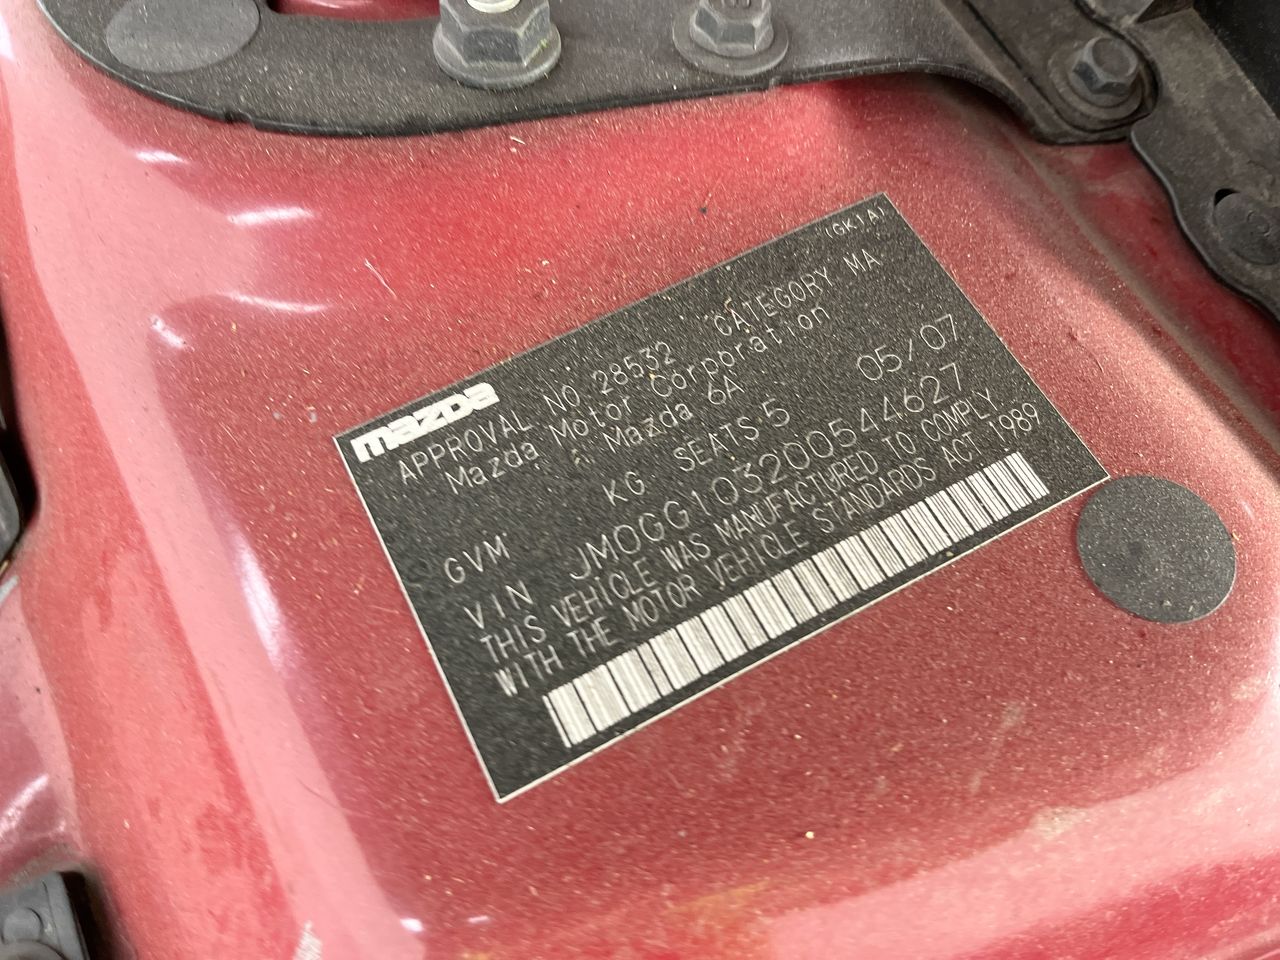 (GK1A)
mazda
APPROVAL NO. 28532 CATEGORY MA
Mazda Motor Corporation
Mazda 6A
GVM KG SEATS 5 05/07
VIN JM0GG103200544627
THIS VEHICLE WAS MANUFACTURED TO COMPLY
WITH THE MOTOR VEHICLE STANDARDS ACT 1989